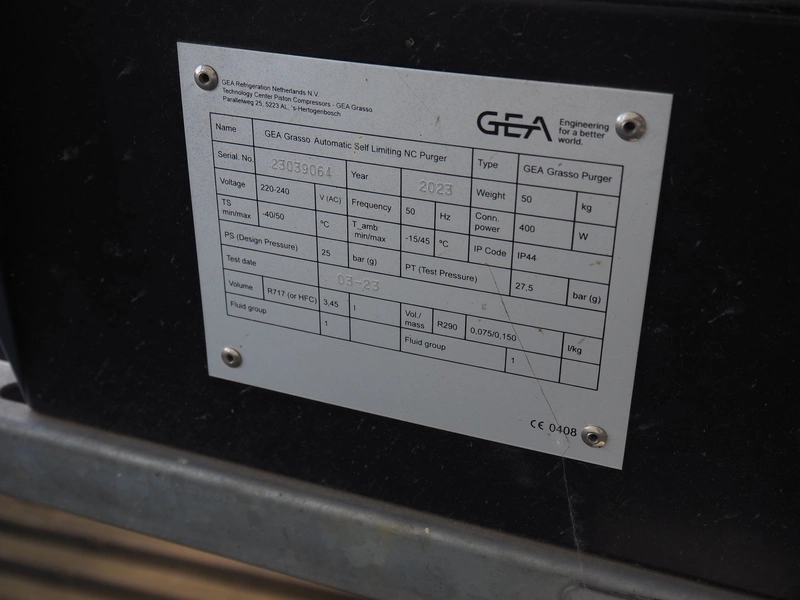 GEA Refrigeration Netherlands N.V.
Technology Center Piston Compressors - GEA Grasso
Parallelweg 25, 5223 AL, 's-Hertogenbosch
GEA Engineering for a better world.
Name GEA Grasso Automatic Self Limiting NC Purger Type GEA Grasso Purger
Serial. No. 23039064 Year 2023 Weight 50 kg
Voltage 220-240 V (AC) Frequency 50 Hz Conn. power 400 W
TS min/max -40/50 °C T_amb min/max -15/45 °C IP Code IP44
PS (Design Pressure) 25 bar (g) PT (Test Pressure) 27,5 bar (g)
Test date 03-23
Volume R717 (or HFC) 3,45 l Vol./mass R290 0,075/0,150 l/kg
Fluid group 1 Fluid group 1
CE 0408